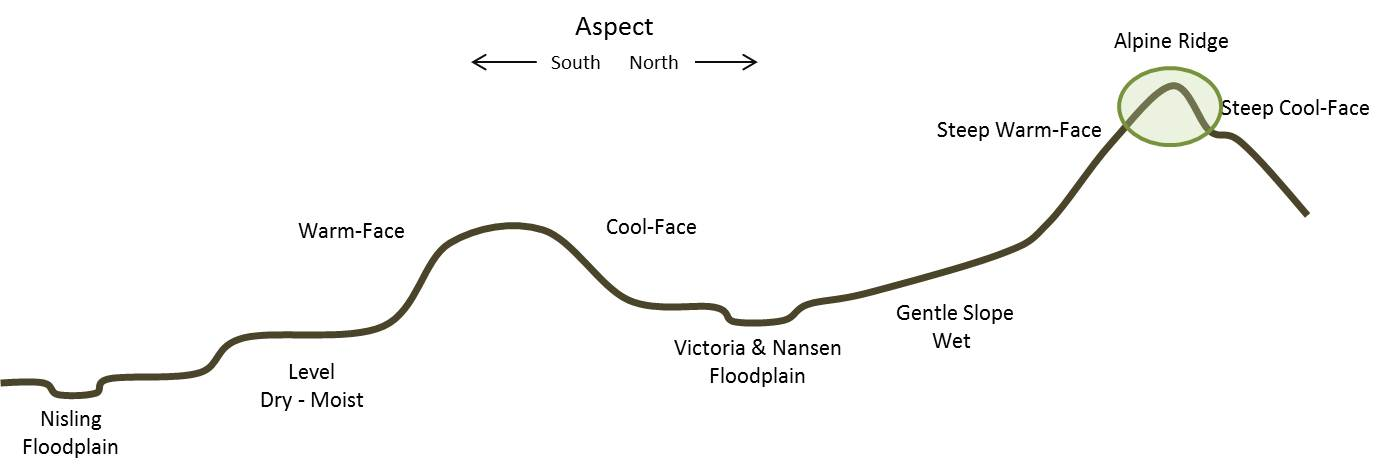 Aspect
South North
Alpine Ridge
Steep Cool-Face
Steep Warm-Face
Warm-Face
Cool-Face
Gentle Slope
Wet
Victoria & Nansen
Floodplain
Level
Dry - Moist
Nisling
Floodplain